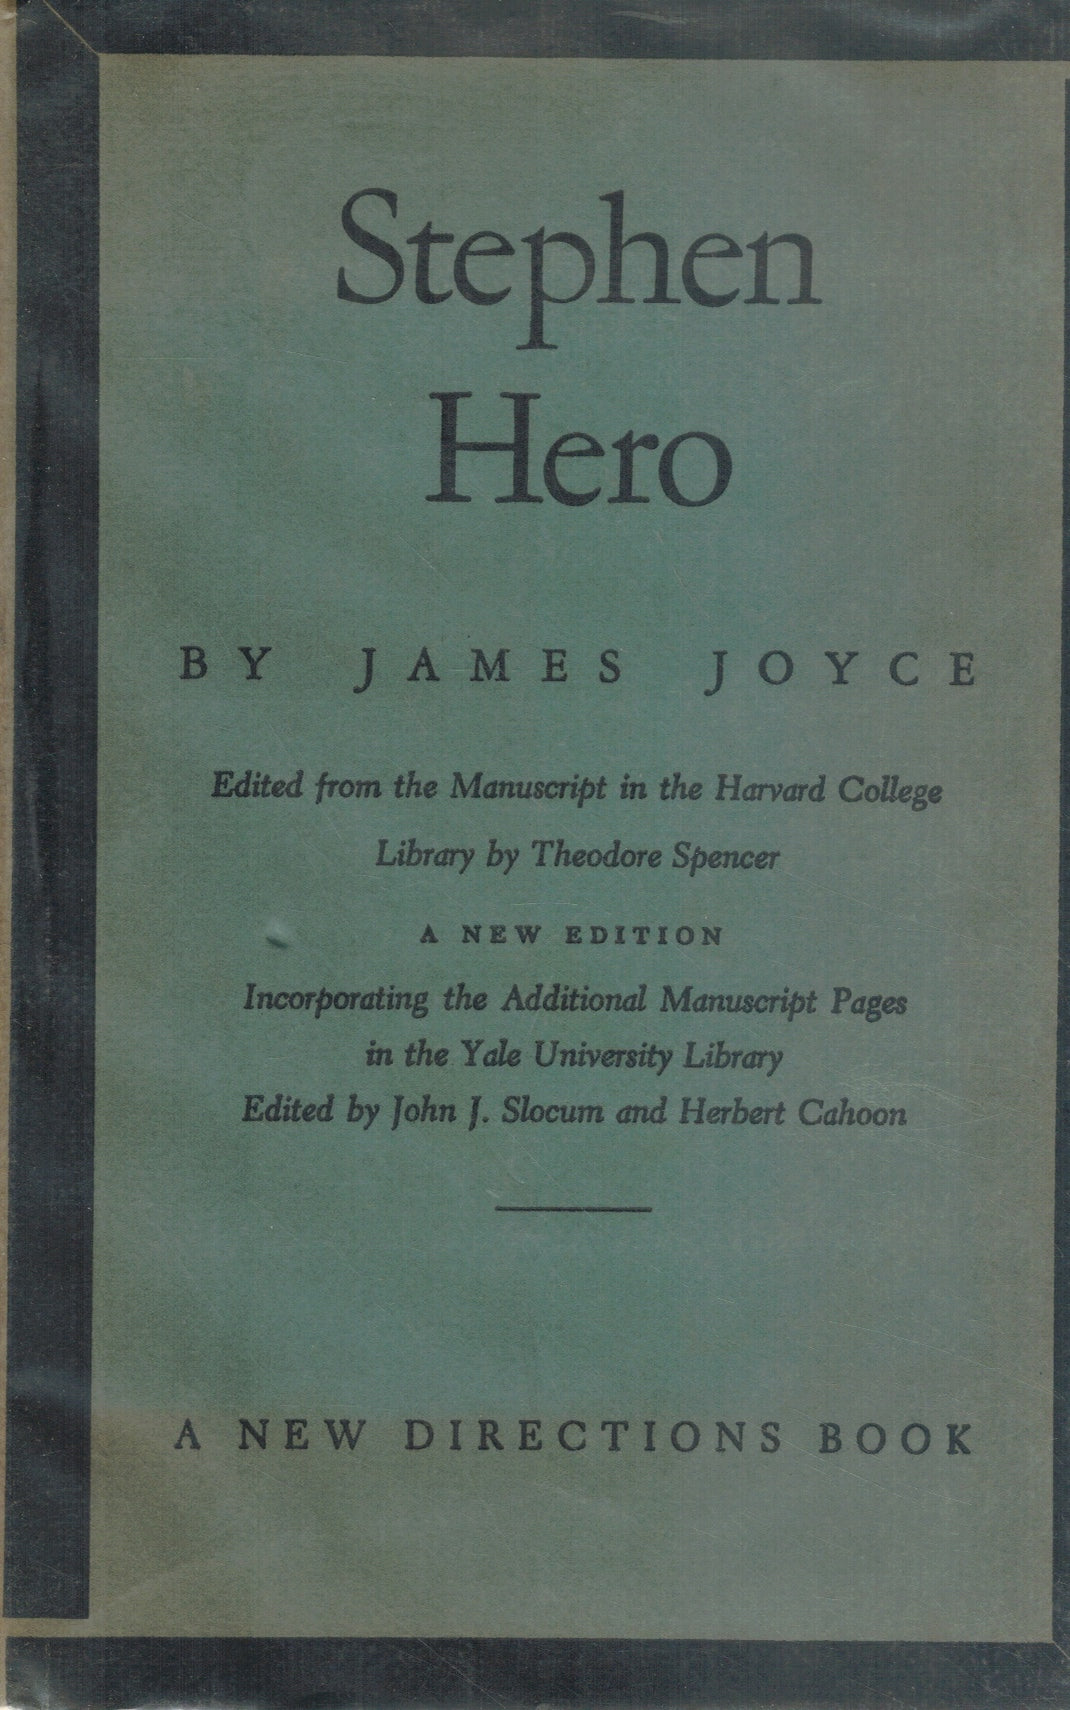 Stephen
Hero
BY JAMES JOYCE
Edited from the Manuscript in the Harvard College
Library by Theodore Spencer
A NEW EDITION
Incorporating the Additional Manuscript Pages
in the Yale University Library
Edited by John J. Slocum and Herbert Cahoon
A NEW DIRECTIONS BOOK